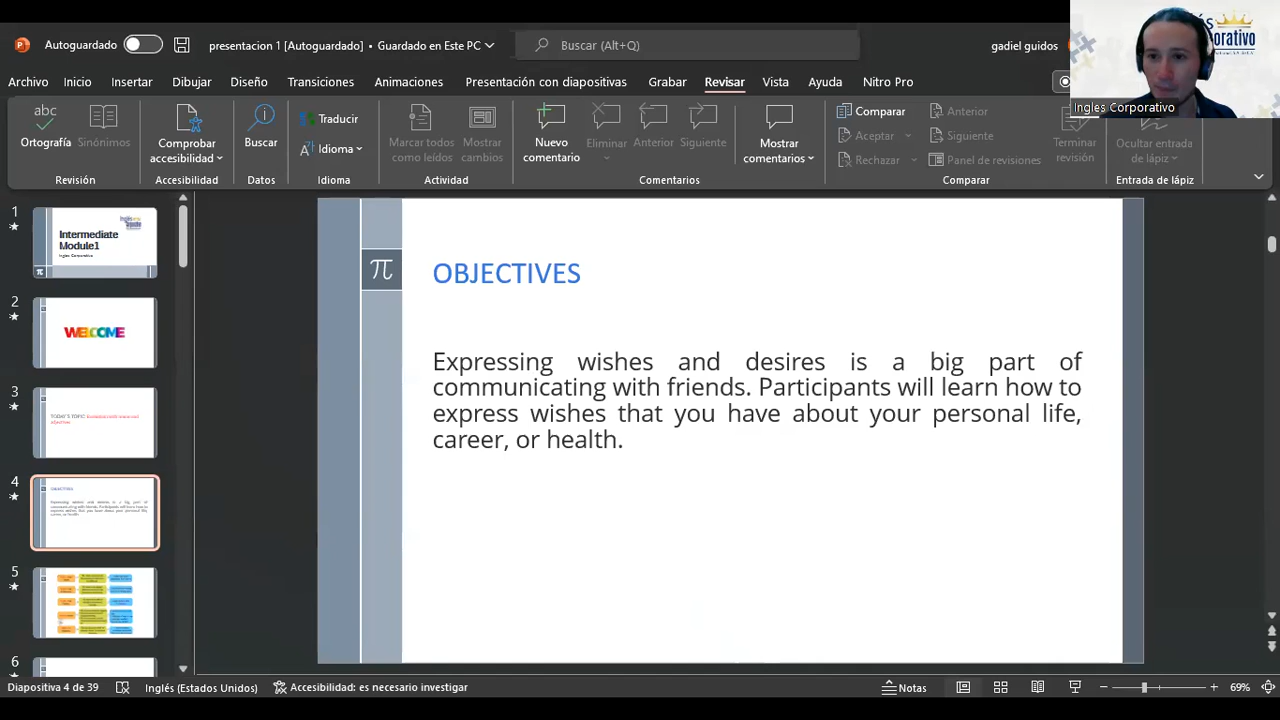 Autoguardado
presentacion 1 [Autoguardado] • Guardado en Este PC
Buscar (Alt+Q)
gadiel guidos
Ingles Corporativo
Archivo Inicio Insertar Dibujar Diseño Transiciones Animaciones Presentación con diapositivas Grabar Revisar Vista Ayuda Nitro Pro
Ortografía
Sinónimos
Revisión
Comprobar
accesibilidad
Accesibilidad
Buscar
Datos
Traducir
Idioma
Idioma
Marcar todos
como leídos
Mostrar
cambios
Actividad
Nuevo
comentario
Eliminar
Anterior
Siguiente
Mostrar
comentarios
Comentarios
Comparar
Aceptar
Rechazar
Anterior
Siguiente
Panel de revisiones
Terminar
revisión
Comparar
Ocultar entrada
de lápiz
Entrada de lápiz
1
Intermediate
Module1
Ingles Corporativo
π
2
WELCOME
3
4
OBJECTIVES
5
6
π
OBJECTIVES
Expressing wishes and desires is a big part of
communicating with friends. Participants will learn how to
express wishes that you have about your personal life,
career, or health.
Diapositiva 4 de 39
Inglés (Estados Unidos)
Accesibilidad: es necesario investigar
Notas
69%